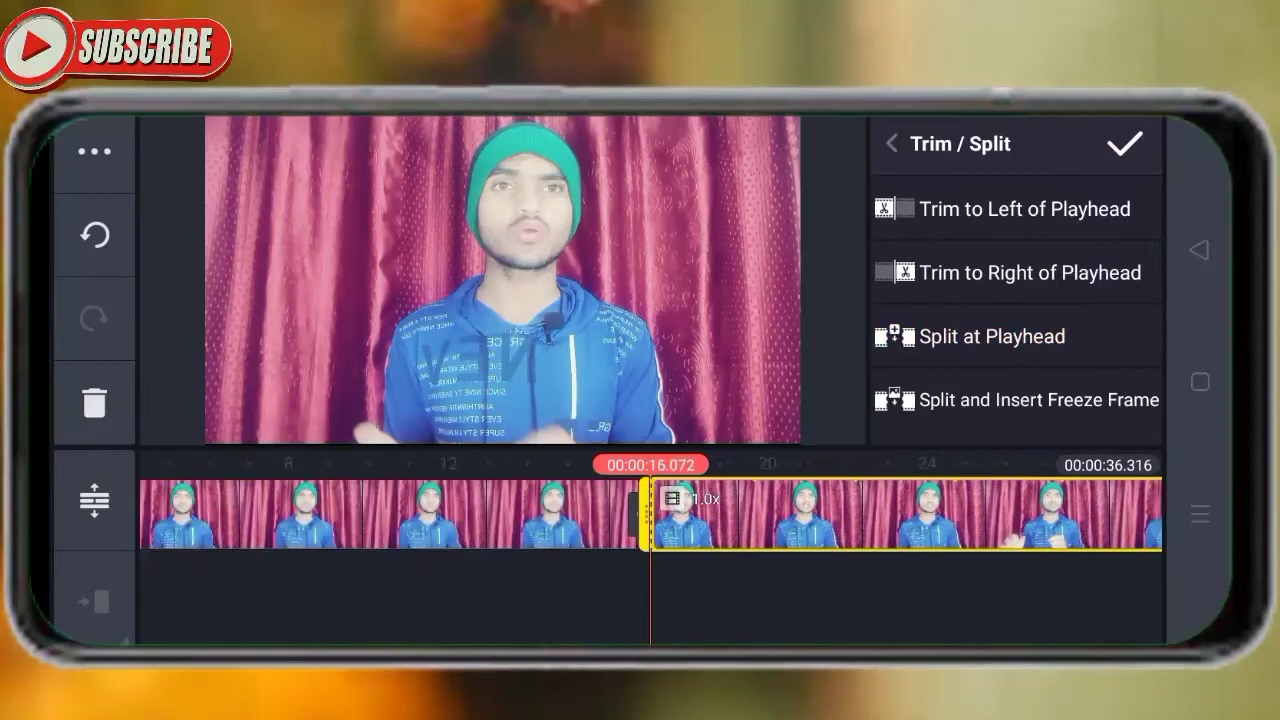 SUBSCRIBE
Trim / Split
Trim to Left of Playhead
Trim to Right of Playhead
Split at Playhead
Split and Insert Freeze Frame
8
12
00:00:16.072
20
24
00:00:36.316
1.0x